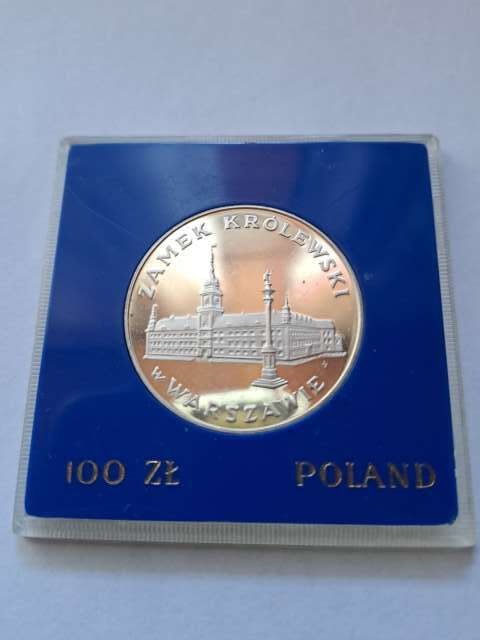 ZAMEK KRÓLEWSKI
W WARSZAWIE
100 ZŁ POLAND